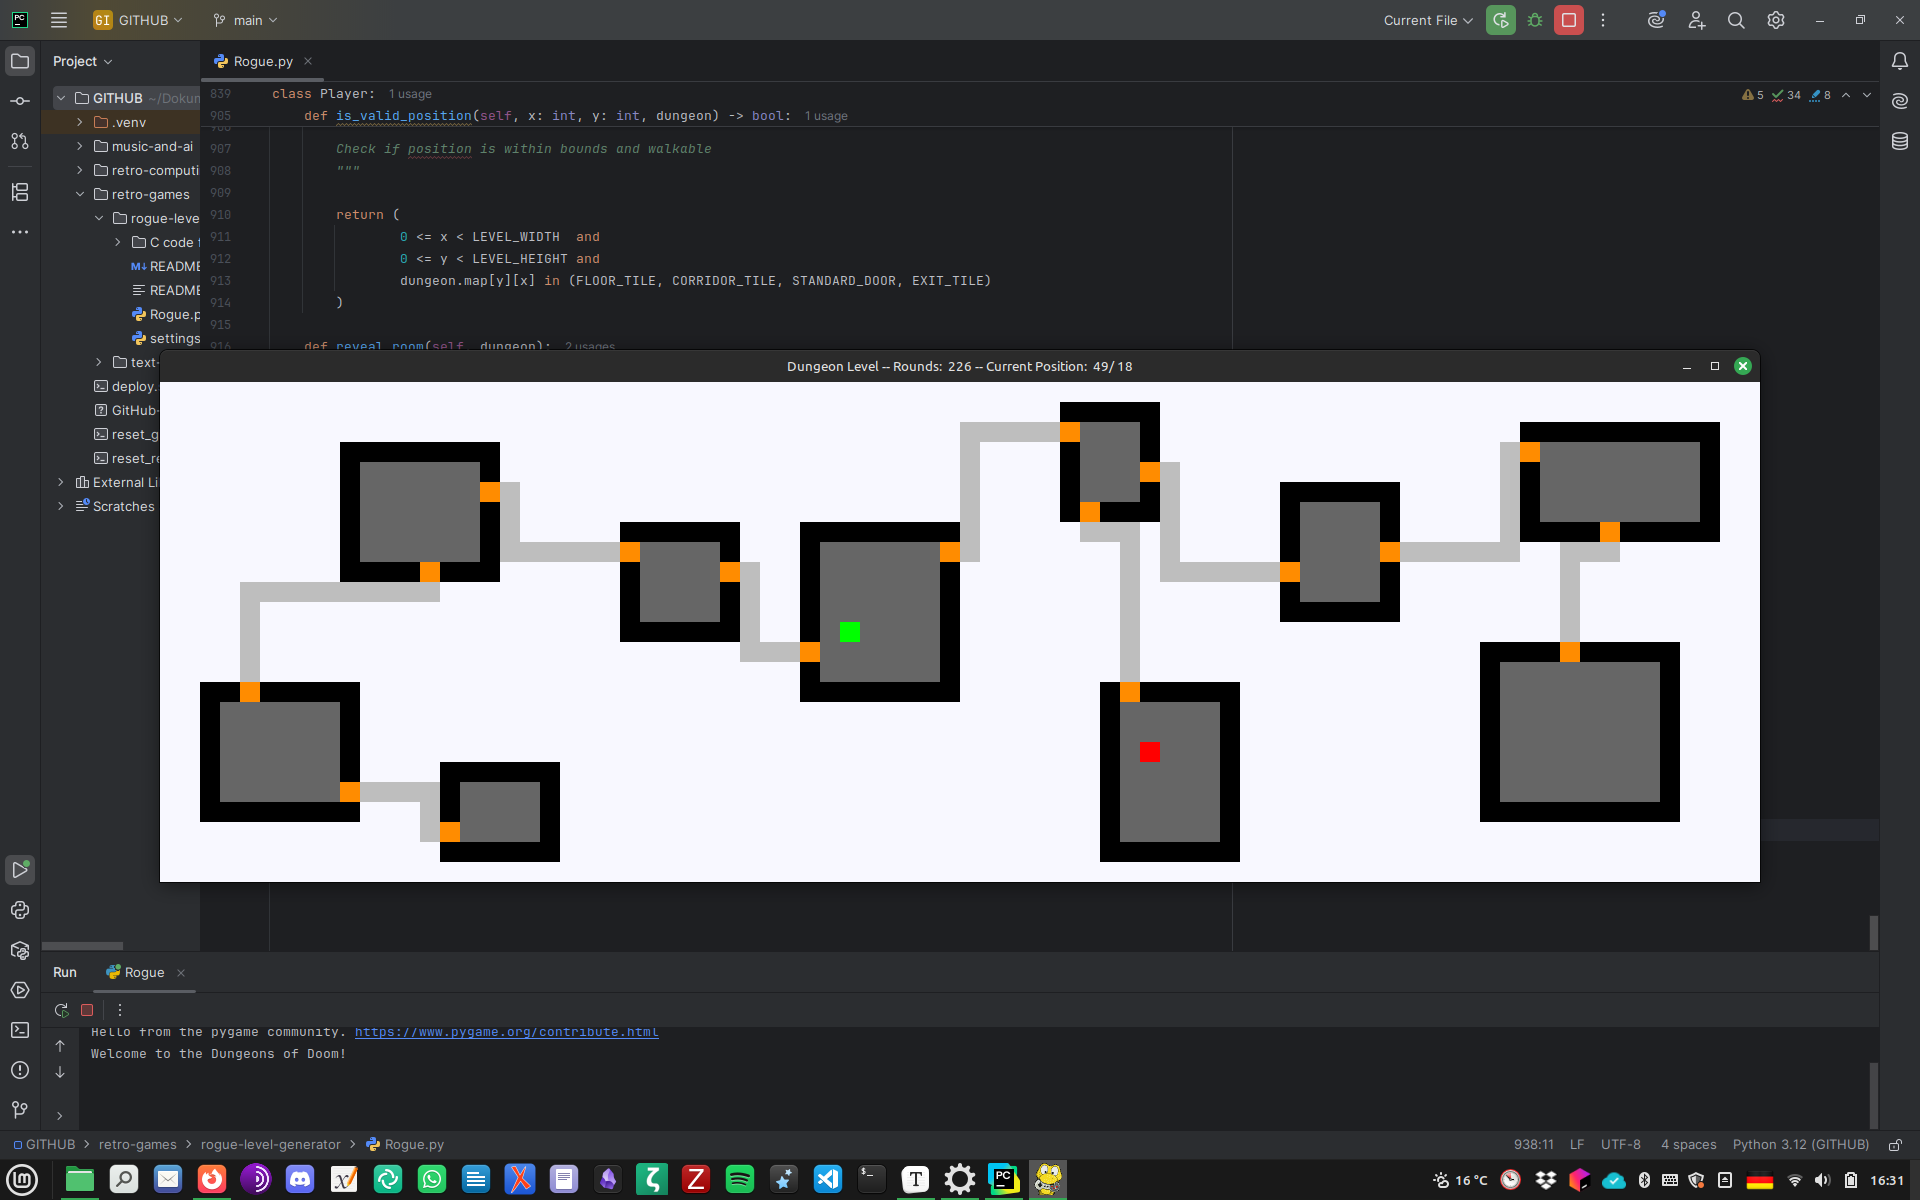 GI GITHUB main Current File
Project Rogue.py
GITHUB ~/Dokun
.venv
music-and-ai
retro-computi
retro-games
rogue-leve
C code f
README
README
Rogue.p
settings
text-
deploy.
GitHub-
reset_g
reset_re
External Li
Scratches
839 class Player: 1 usage 5 34 8
905 def is_valid_position(self, x: int, y: int, dungeon) -> bool: 1 usage
906
907 Check if position is within bounds and walkable
908 """
909
910 return (
911 0 <= x < LEVEL_WIDTH and
912 0 <= y < LEVEL_HEIGHT and
913 dungeon.map[y][x] in (FLOOR_TILE, CORRIDOR_TILE, STANDARD_DOOR, EXIT_TILE)
914 )
915
916 def reveal_room(self, dungeon): 2 usages
Dungeon Level -- Rounds: 226 -- Current Position: 49/ 18
Run Rogue
Hello from the pygame community. https://www.pygame.org/contribute.html
Welcome to the Dungeons of Doom!
GITHUB > retro-games > rogue-level-generator > Rogue.py 938:11 LF UTF-8 4 spaces Python 3.12 (GITHUB)
16 °C 16:31